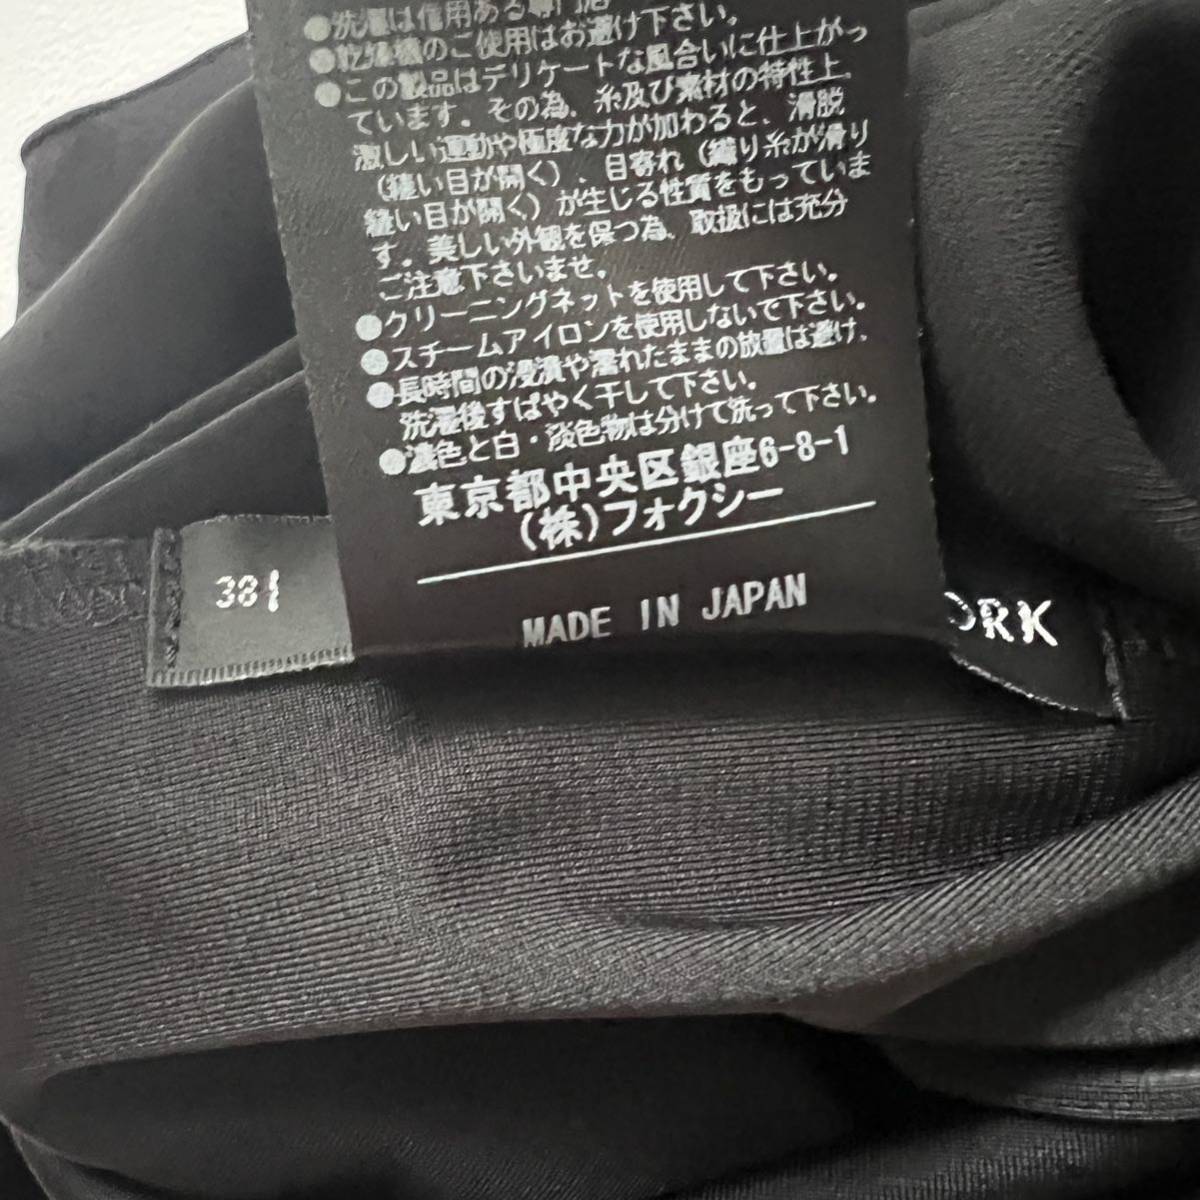 ●洗濯は信用ある専門店
●乾燥機のご使用はお避け下さい。
●この製品はデリケートな風合いに仕上がっ
ています。その為、糸及び素材の特性上、
激しい運動や極度な力が加わると、滑脱
(縫い目が開く)、目寄れ(織り糸が滑り
縫い目が開く)が生じる性質をもっていま
す。美しい外観を保つ為、取扱には充分
ご注意下さいませ。
●クリーニングネットを使用して下さい。
●スチームアイロンを使用しないで下さい。
●長時間の浸漬や濡れたままの放置は避け、
洗濯後すばやく干して下さい。
●濃色と白・淡色物は分けて洗って下さい。
東京都中央区銀座6-8-1
(株)フォクシー
MADE IN JAPAN
38
ORK